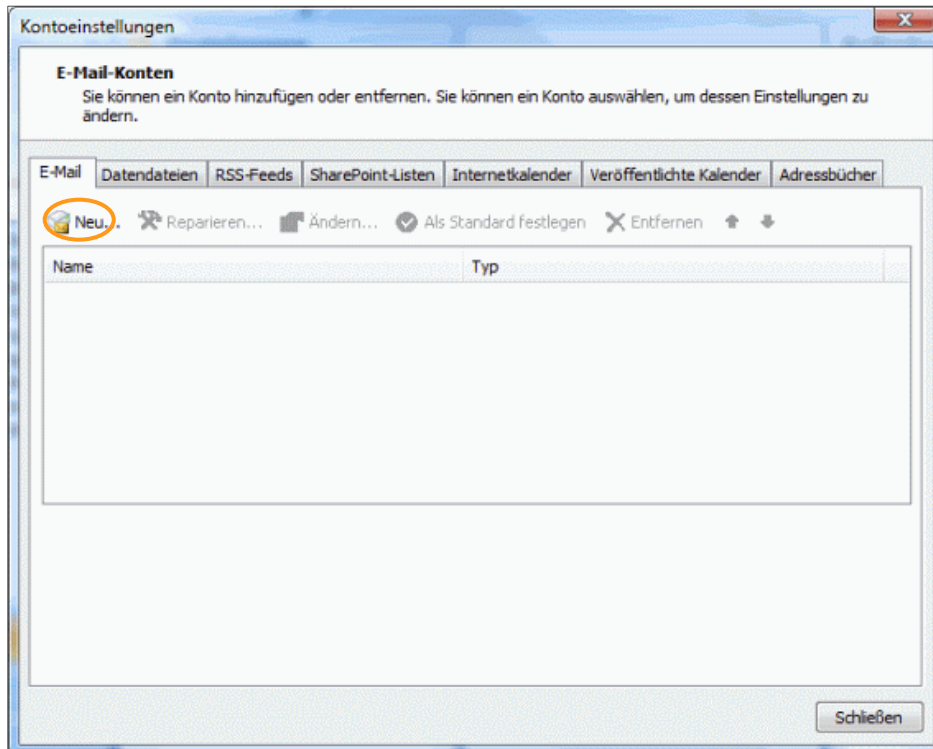 Kontoeinstellungen
E-Mail-Konten
Sie können ein Konto hinzufügen oder entfernen. Sie können ein Konto auswählen, um dessen Einstellungen zu
ändern.
E-Mail Datendateien RSS-Feeds SharePoint-Listen Internetkalender Veröffentlichte Kalender Adressbücher
Neu... Reparieren... Ändern... Als Standard festlegen Entfernen
Name Typ
Schließen